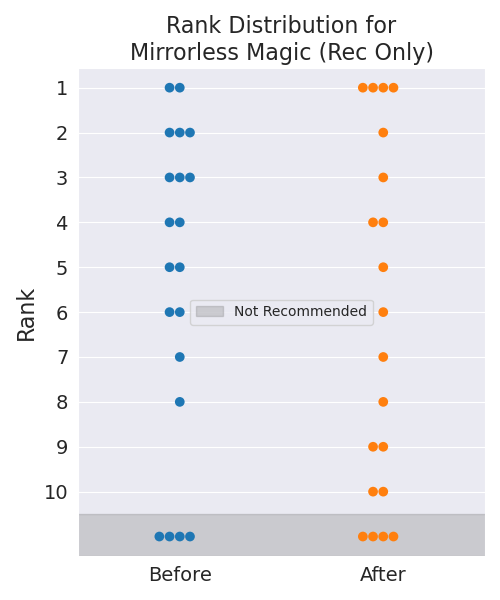 Rank Distribution for
Mirrorless Magic (Rec Only)
1
2
3
4
5
6
7
8
9
10
Rank
Not Recommended
Before
After